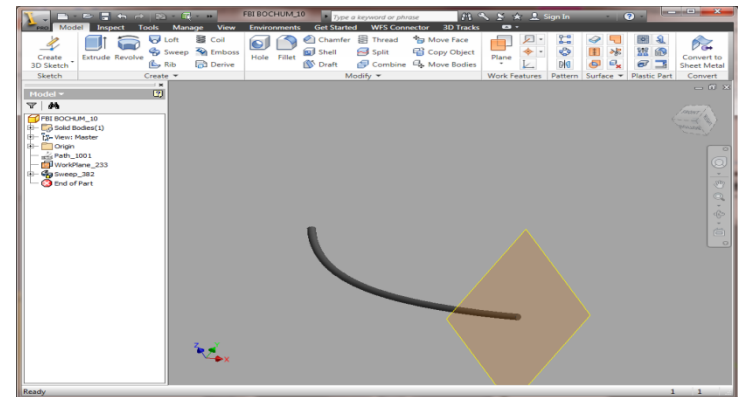 FBI BOCHUM_10
Type a keyword or phrase
Sign In
PRO
Model Inspect Tools Manage View Environments Get Started WFS Connector 3D Tracks
Create
3D Sketch
Extrude Revolve
Loft
Sweep
Rib
Coil
Emboss
Derive
Hole Fillet
Chamfer
Shell
Draft
Thread
Split
Combine
Move Face
Copy Object
Move Bodies
Plane
Convert to
Sheet Metal
Sketch Create Modify Work Features Pattern Surface Plastic Part Convert
Model
FBI BOCHUM_10
Solid Bodies(1)
View: Master
Origin
Path_1001
WorkPlane_233
Sweep_382
End of Part
Z
X
Ready 1 1